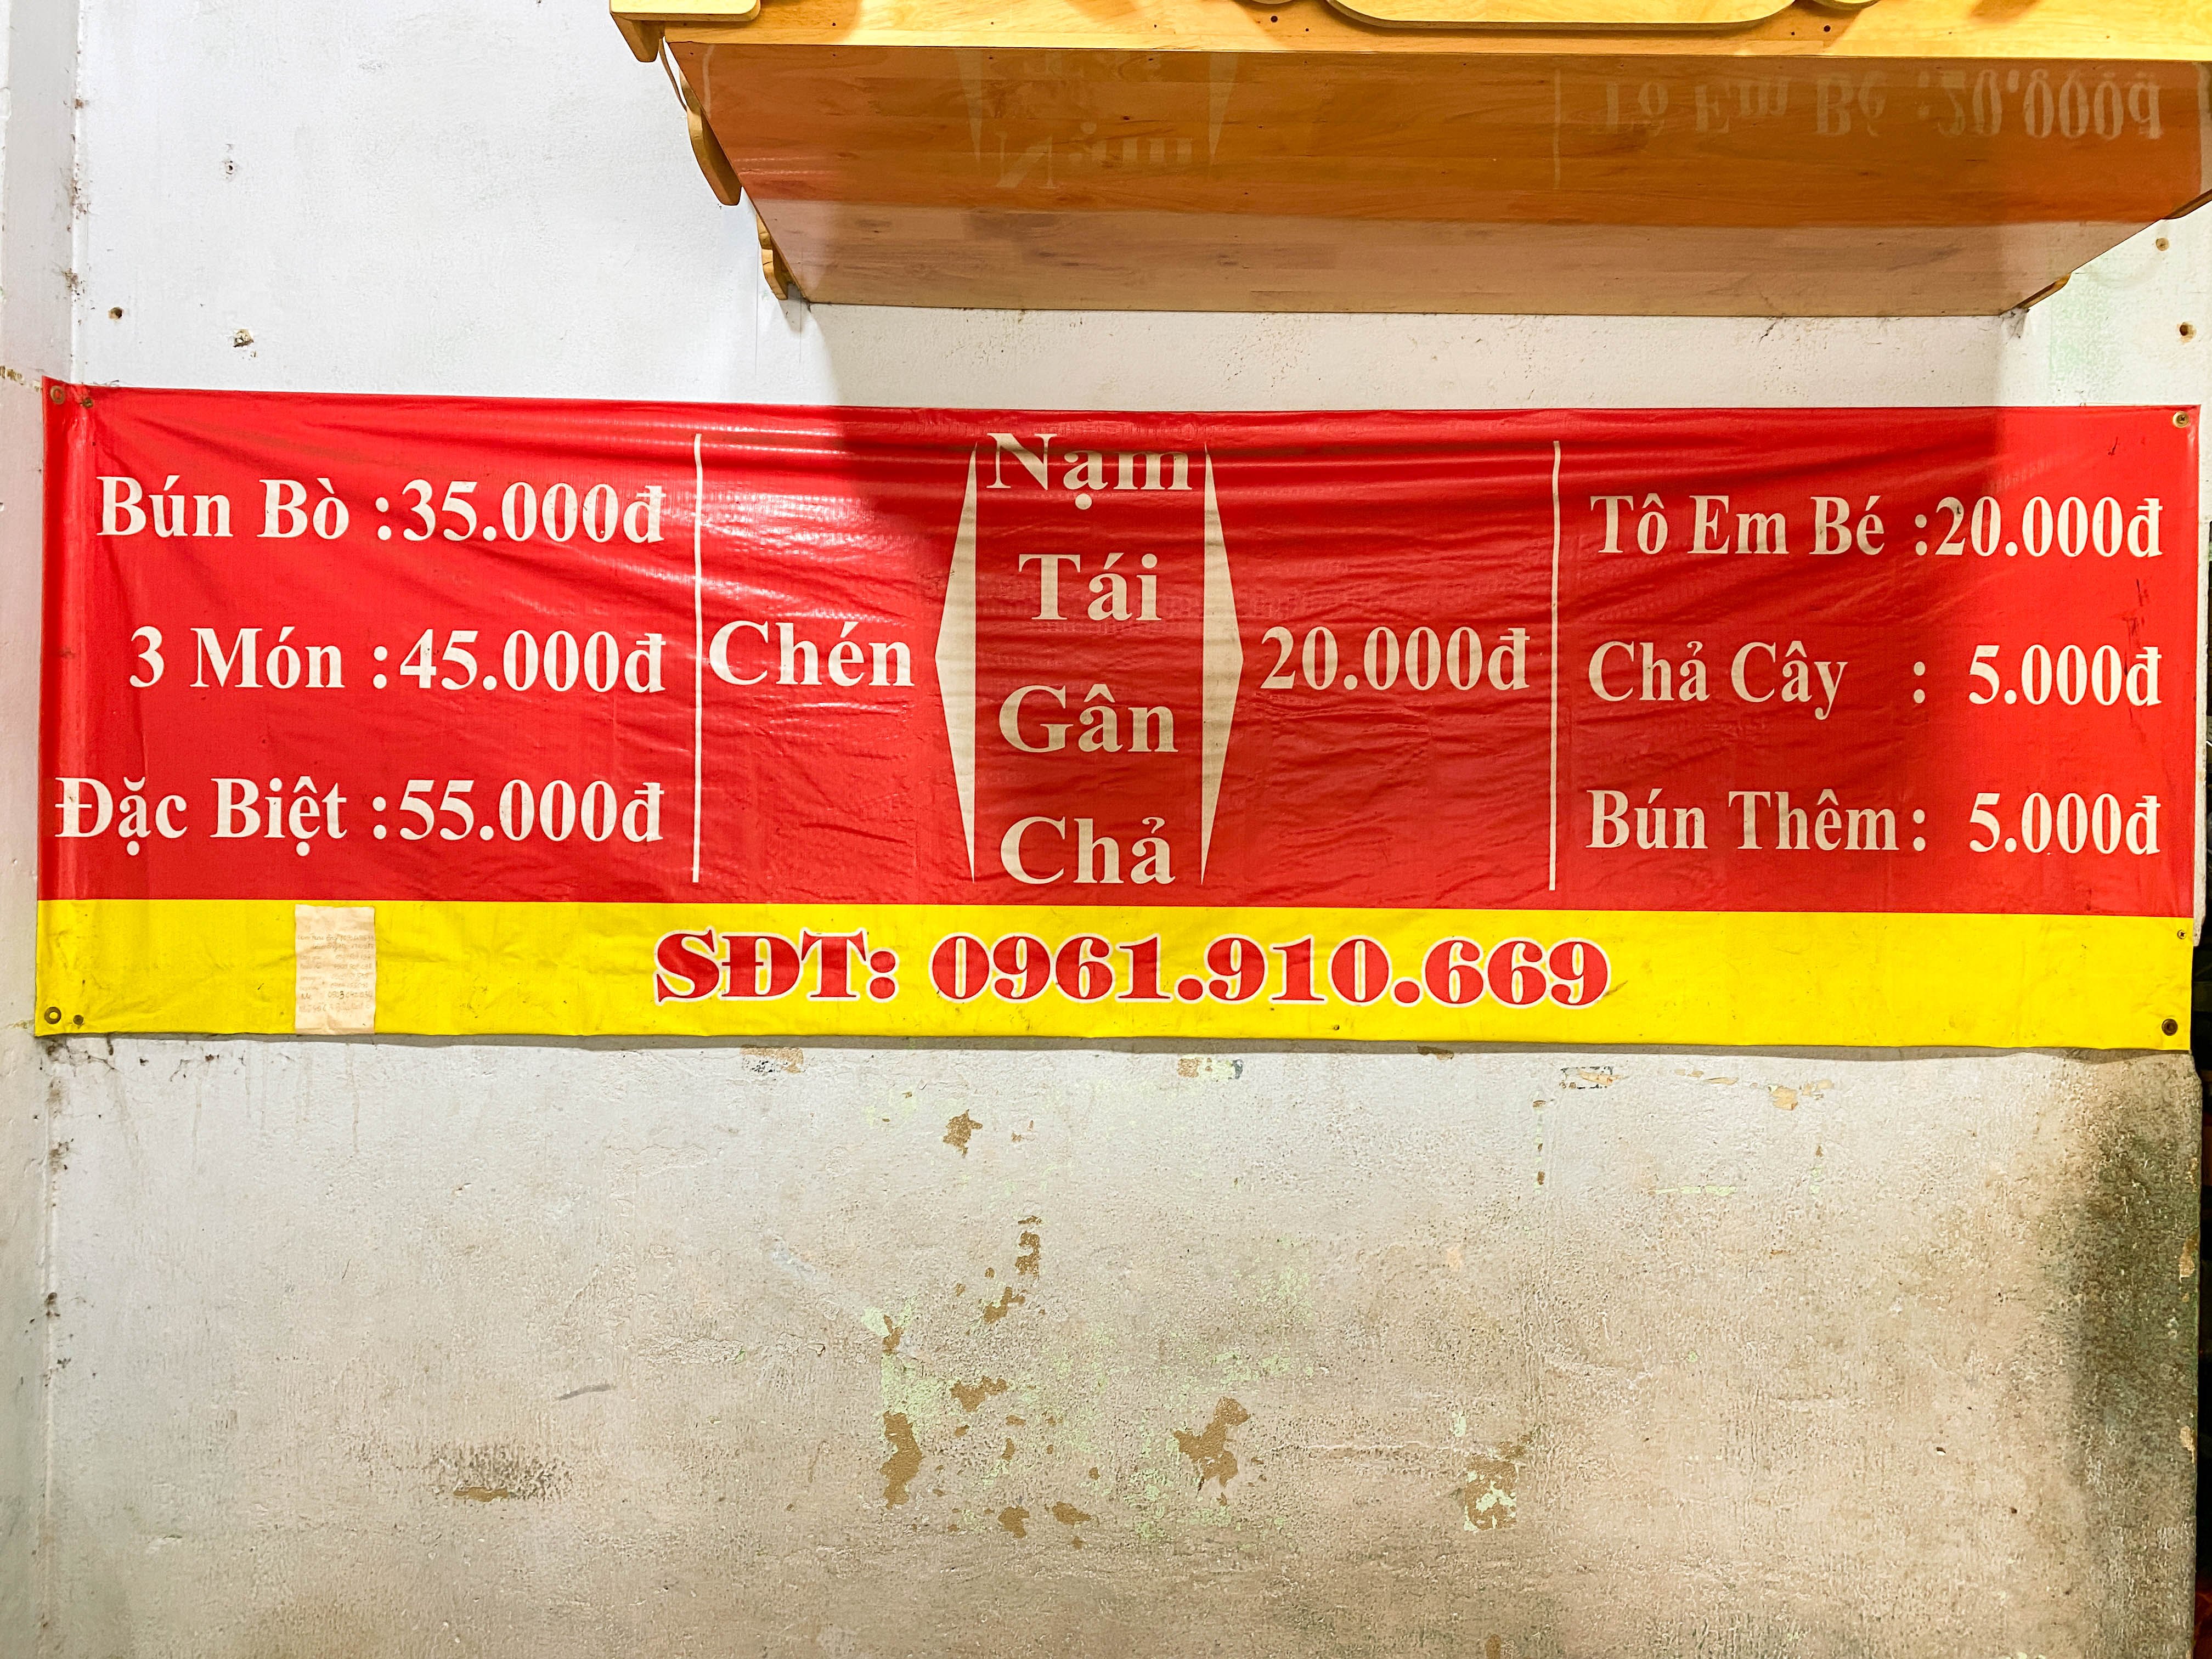 Bún Bò :35.000đ
3 Món :45.000đ
Đặc Biệt :55.000đ
Chén
Nạm
Tái
Gân
Chả
20.000đ
Tô Em Bé :20.000đ
Chả Cây : 5.000đ
Bún Thêm: 5.000đ
SĐT: 0961.910.669